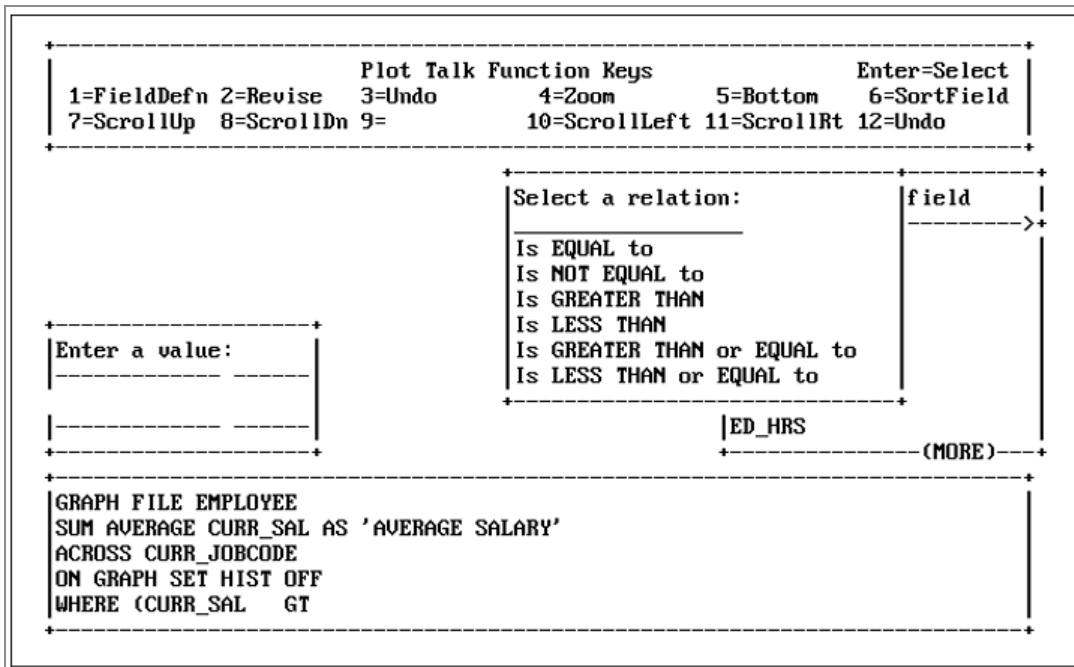 Plot Talk Function Keys Enter=Select
1=FieldDefn 2=Revise 3=Undo 4=Zoom 5=Bottom 6=SortField
7=ScrollUp 8=ScrollDn 9= 10=ScrollLeft 11=ScrollRt 12=Undo
Select a relation:
field
Is EQUAL to
Is NOT EQUAL to
Is GREATER THAN
Is LESS THAN
Is GREATER THAN or EQUAL to
Is LESS THAN or EQUAL to
Enter a value:
ED_HRS
(MORE)
GRAPH FILE EMPLOYEE
SUM AVERAGE CURR_SAL AS 'AVERAGE SALARY'
ACROSS CURR_JOBCODE
ON GRAPH SET HIST OFF
WHERE (CURR_SAL GT